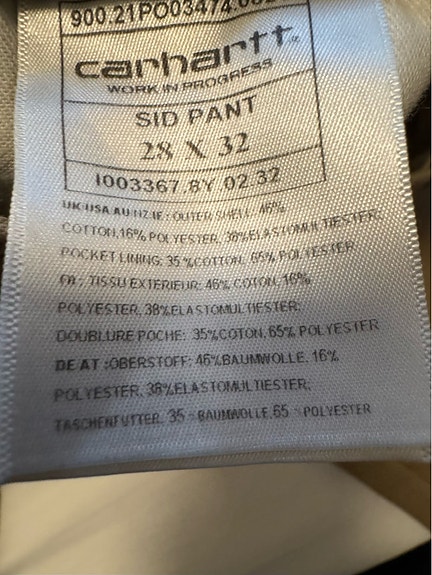 900.21PO03474.
carhartt
WORK IN PROGRESS
SID PANT
28 X 32
I003367.8Y.02.32
UK USA AU NZ IE : OUTER SHELL: 46%
COTTON,16% POLYESTER, 38%ELASTOMULTIESTER;
POCKET LINING: 35%COTTON, 65% POLYESTER
FR : TISSU EXTERIEUR: 46% COTON, 16%
POLYESTER, 38%ELASTOMULTIESTER;
DOUBLURE POCHE: 35%COTON, 65% POLYESTER
DE AT :OBERSTOFF: 46%BAUMWOLLE, 16%
POLYESTER, 38%ELASTOMULTIESTER;
TASCHENFUTTER. 35 %BAUMWOLLE,65 %POLYESTER